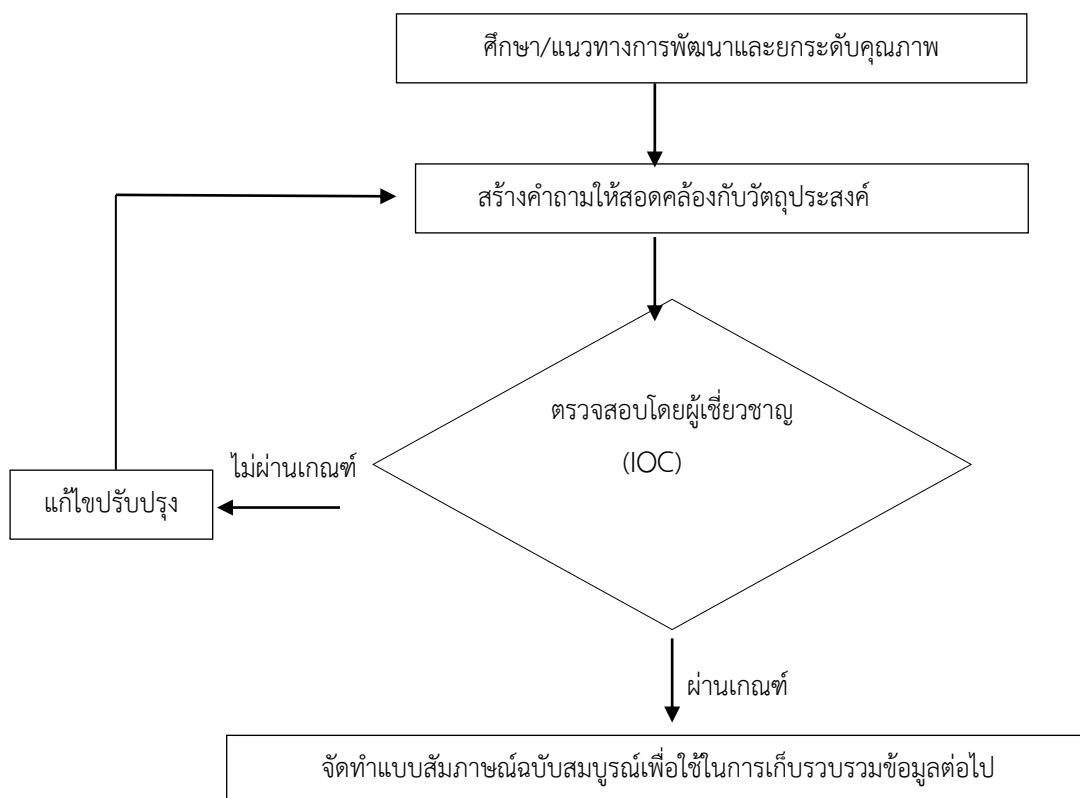 ศึกษา/แนวทางการพัฒนาและยกระดับคุณภาพ
สร้างคำถามให้สอดคล้องกับวัตถุประสงค์
ตรวจสอบโดยผู้เชี่ยวชาญ
(IOC)
ไม่ผ่านเกณฑ์
แก้ไขปรับปรุง
ผ่านเกณฑ์
จัดทำแบบสัมภาษณ์ฉบับสมบูรณ์เพื่อใช้ในการเก็บรวบรวมข้อมูลต่อไป